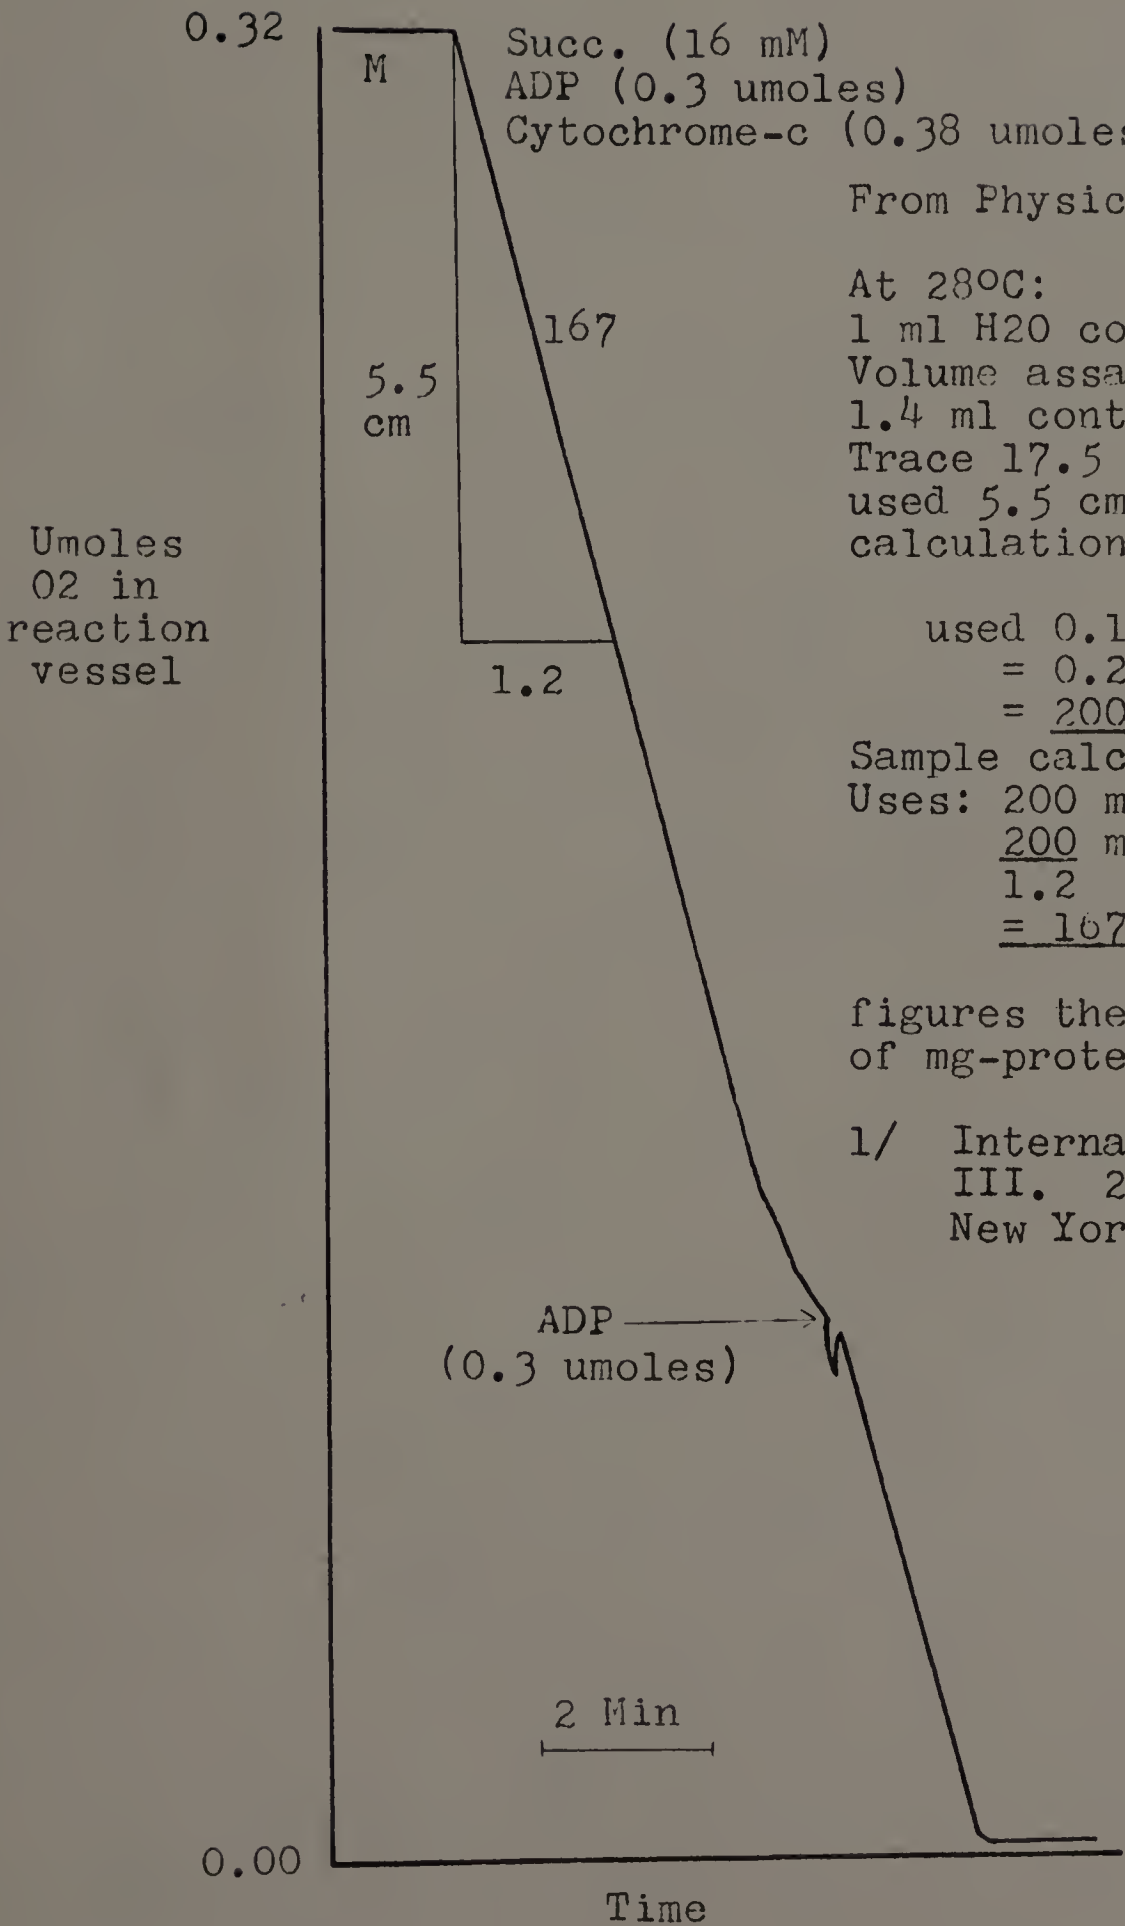 0.32
M
Succ. (16 mM)
ADP (0.3 umoles)
Cytochrome-c (0.38 umoles
From Physic
At 28ºC:
1 ml H2O co
Volume assa
1.4 ml cont
Trace 17.5
used 5.5 cm
calculation
167
5.5
cm
1.2
Umoles
O2 in
reaction
vessel
used 0.1
= 0.2
= 200
Sample calc
Uses: 200 m
200 m
1.2
= 167
figures the
of mg-prote
1/ Interna
III. 2
New Yor
ADP
(0.3 umoles)
2 Min
0.00
Time